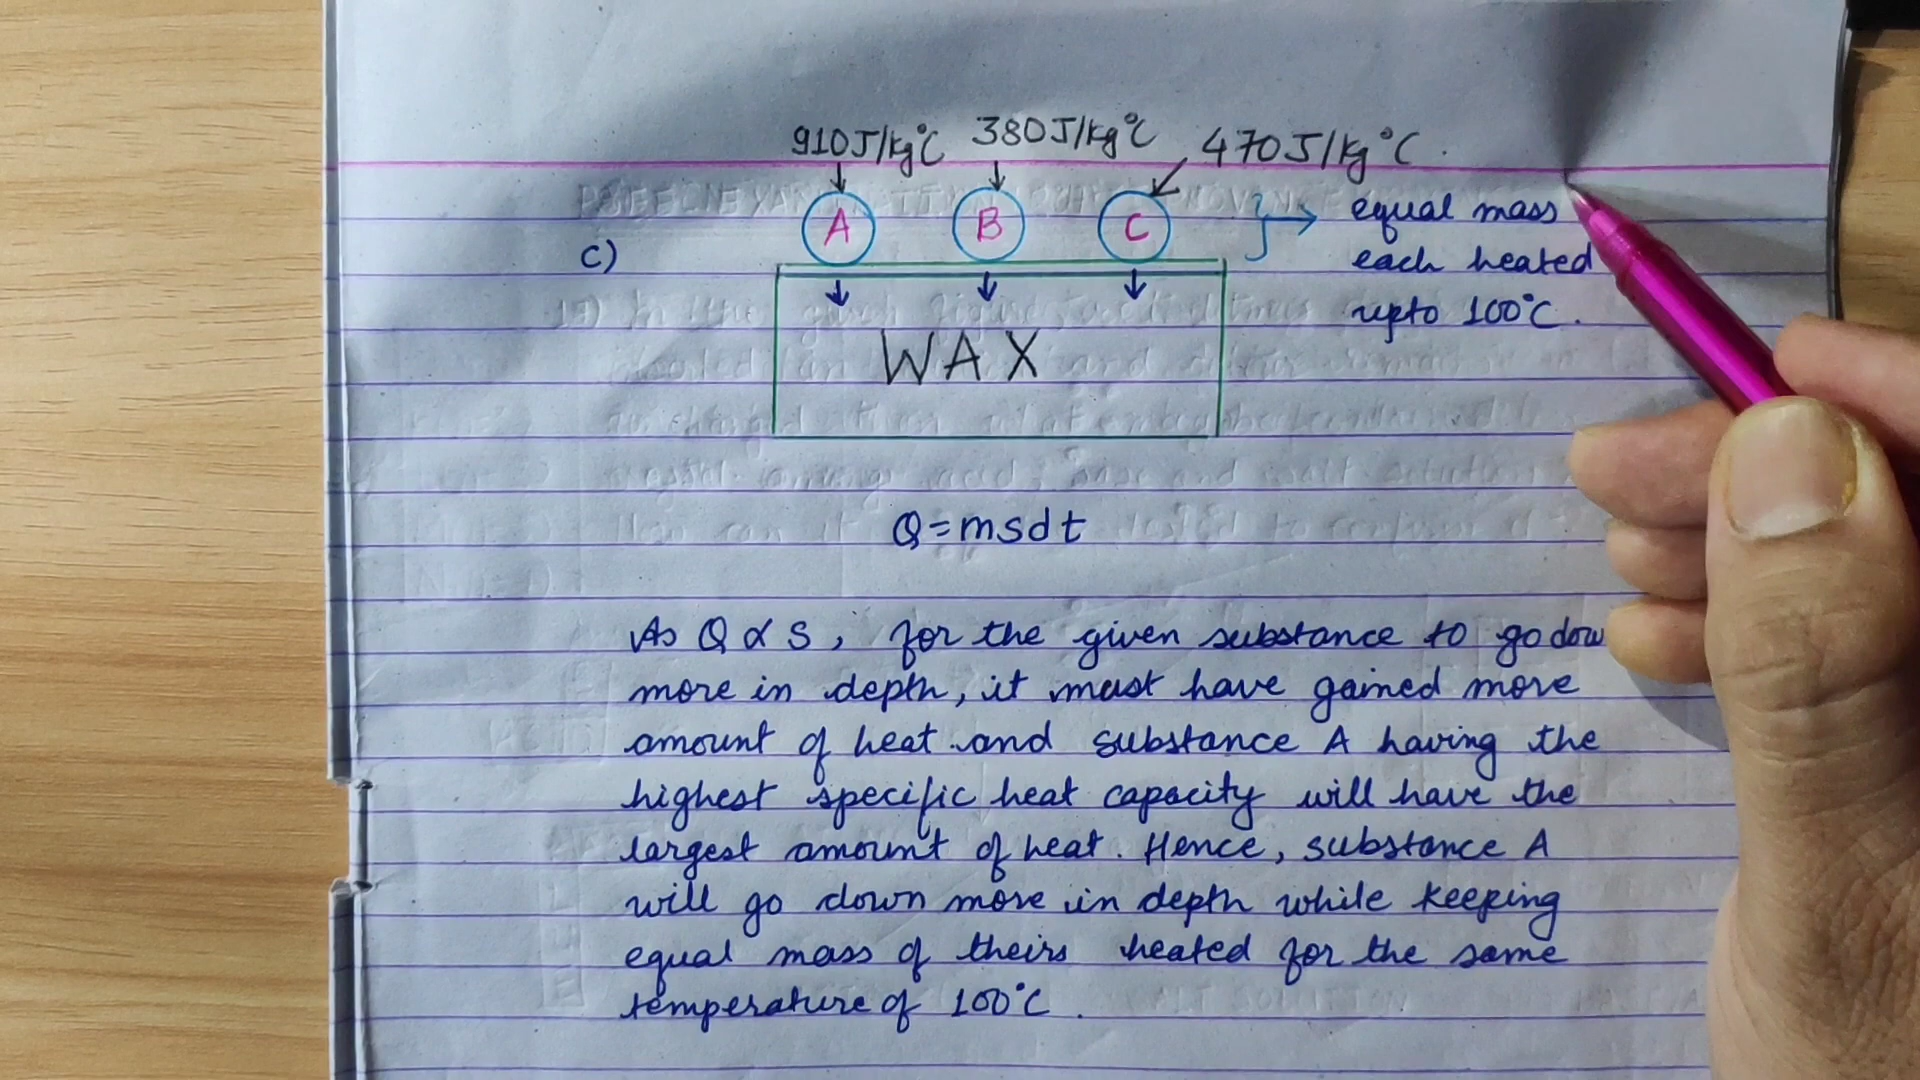 910J/kg°C 380J/kg°C 470J/kg°C.
A B C
equal mass
c)
each heated
upto 100°C.
WAX
Q=msdt
As Q α S, for the given substance to go dow
more in depth, it must have gained more
amount of heat and substance A having the
highest specific heat capacity will have the
largest amount of heat. Hence, substance A
will go down more in depth while keeping
equal mass of theirs heated for the same
temperature of 100°C.